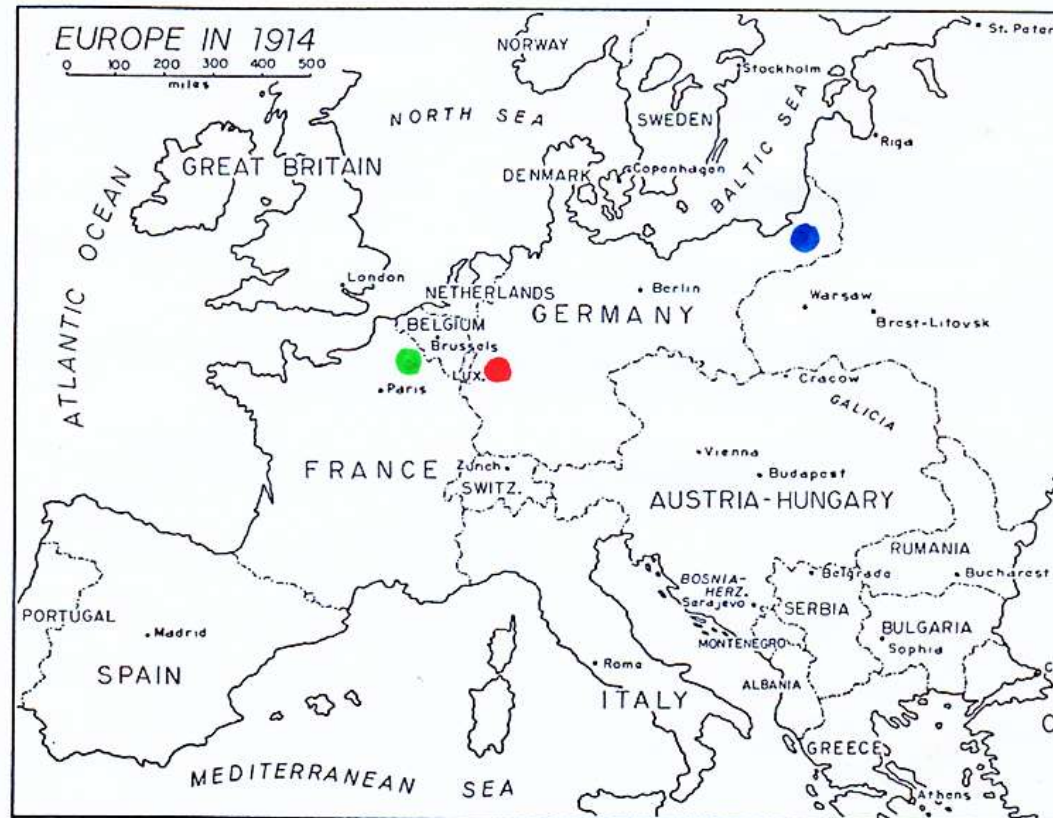 EUROPE IN 1914
0 100 200 300 400 500
miles
NORWAY
St. Peter
Stockholm
NORTH SEA
SWEDEN
BALTIC SEA
Riga
GREAT BRITAIN
DENMARK
Copenhagen
ATLANTIC OCEAN
London
NETHERLANDS
Berlin
GERMANY
Warsaw
Brest-Litovsk
BELGIUM
Brussels
LUX.
Paris
Cracow
GALICIA
FRANCE
Zurich
SWITZ.
Vienna
Budapest
AUSTRIA-HUNGARY
RUMANIA
Bucharest
BOSNIA-
HERZ.
Sarajevo
Belgrade
SERBIA
PORTUGAL
Madrid
SPAIN
MONTENEGRO
BULGARIA
Sophia
Rome
ITALY
ALBANIA
C
GREECE
Athens
MEDITERRANEAN SEA